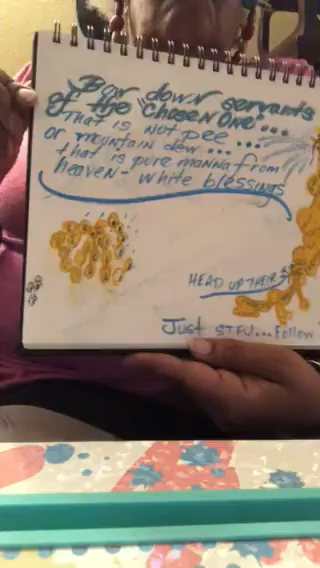 Bow down servants
of the "Chosen One"...
That is not pee...
or mountain dew...
that is pure manna from
heaven - white blessings
HEAD UP THEIR
Just STFU... Follow